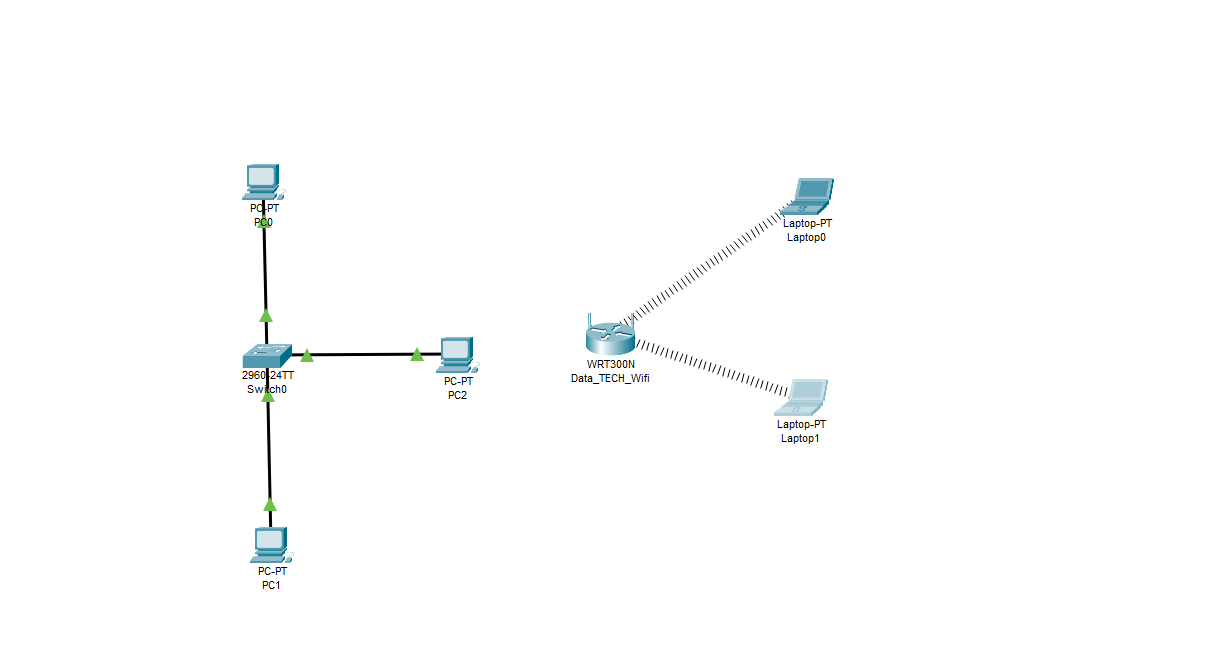 PC-PT
PC0
Laptop-PT
Laptop0
2960-24TT
Switch0
PC-PT
PC2
WRT300N
Data_TECH_Wifi
Laptop-PT
Laptop1
PC-PT
PC1